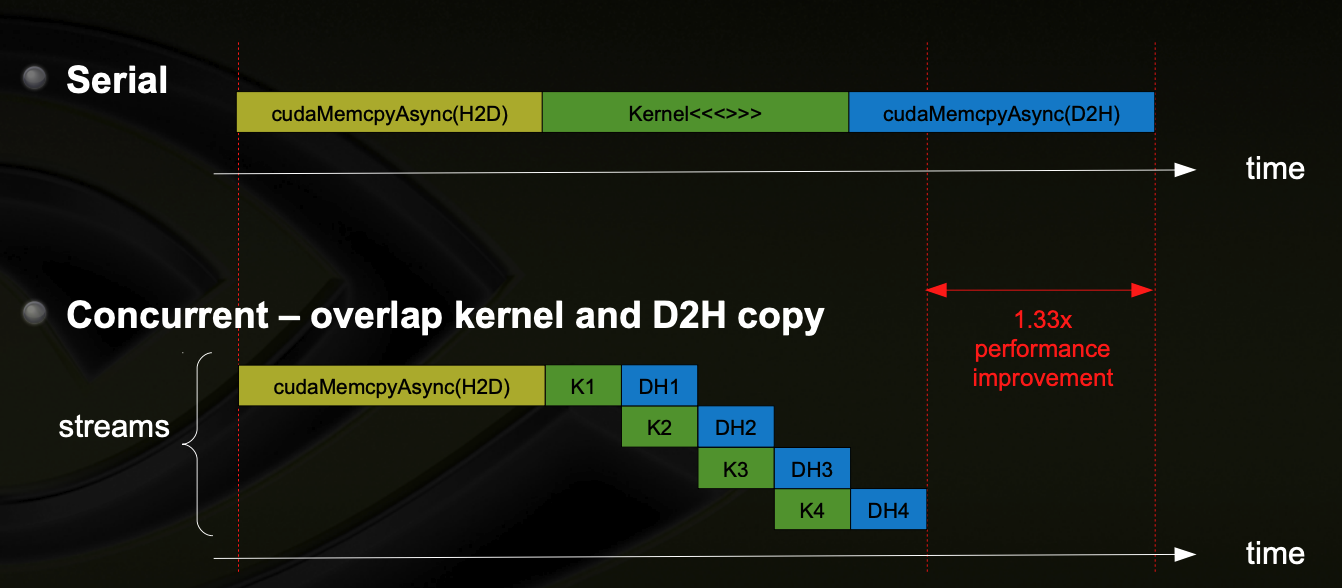 Serial
cudaMemcpyAsync(H2D) Kernel<<<>>> cudaMemcpyAsync(D2H)
time
Concurrent – overlap kernel and D2H copy
1.33x
performance
improvement
streams
cudaMemcpyAsync(H2D) K1 DH1
K2 DH2
K3 DH3
K4 DH4
time